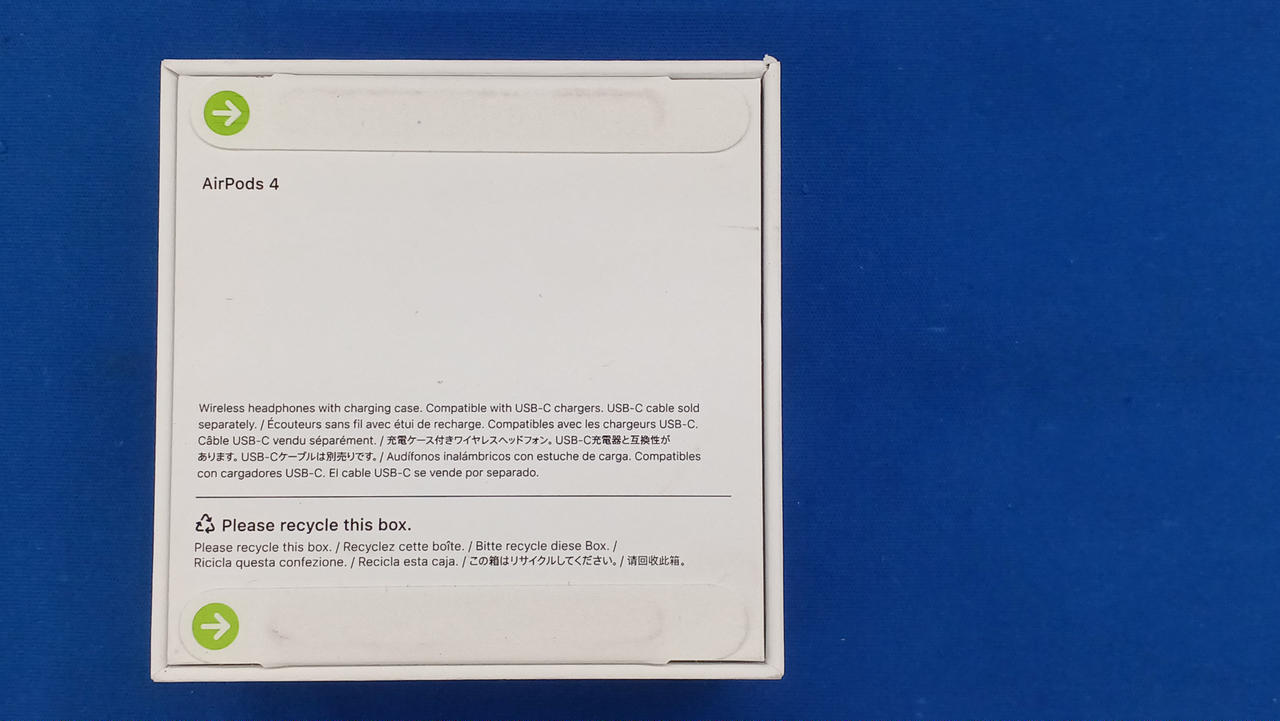 AirPods 4
Wireless headphones with charging case. Compatible with USB-C chargers. USB-C cable sold
separately. / Écouteurs sans fil avec étui de recharge. Compatibles avec les chargeurs USB-C.
Câble USB-C vendu séparément. / 充電ケース付きワイヤレスヘッドフォン。USB-C充電器と互換性が
あります。USB-Cケーブルは別売りです。/ Audífonos inalámbricos con estuche de carga. Compatibles
con cargadores USB-C. El cable USB-C se vende por separado.
Please recycle this box.
Please recycle this box. / Recyclez cette boîte. / Bitte recycle diese Box. /
Ricicla questa confezione. / Recicla esta caja. / この箱はリサイクルしてください。/ 请回收此箱。